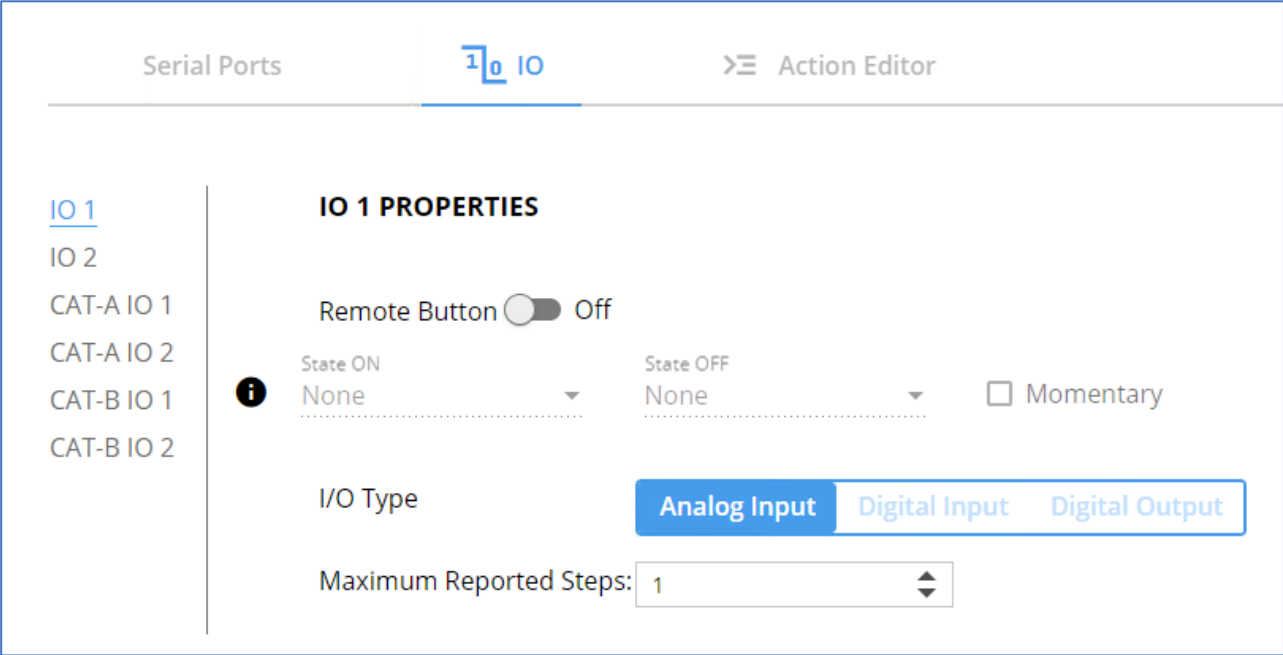 Serial Ports
1 0 IO
Action Editor
IO 1
IO 2
CAT-A IO 1
CAT-A IO 2
CAT-B IO 1
CAT-B IO 2
IO 1 PROPERTIES
Remote Button Off
i
State ON
None
State OFF
None
Momentary
I/O Type
Analog Input Digital Input Digital Output
Maximum Reported Steps: 1